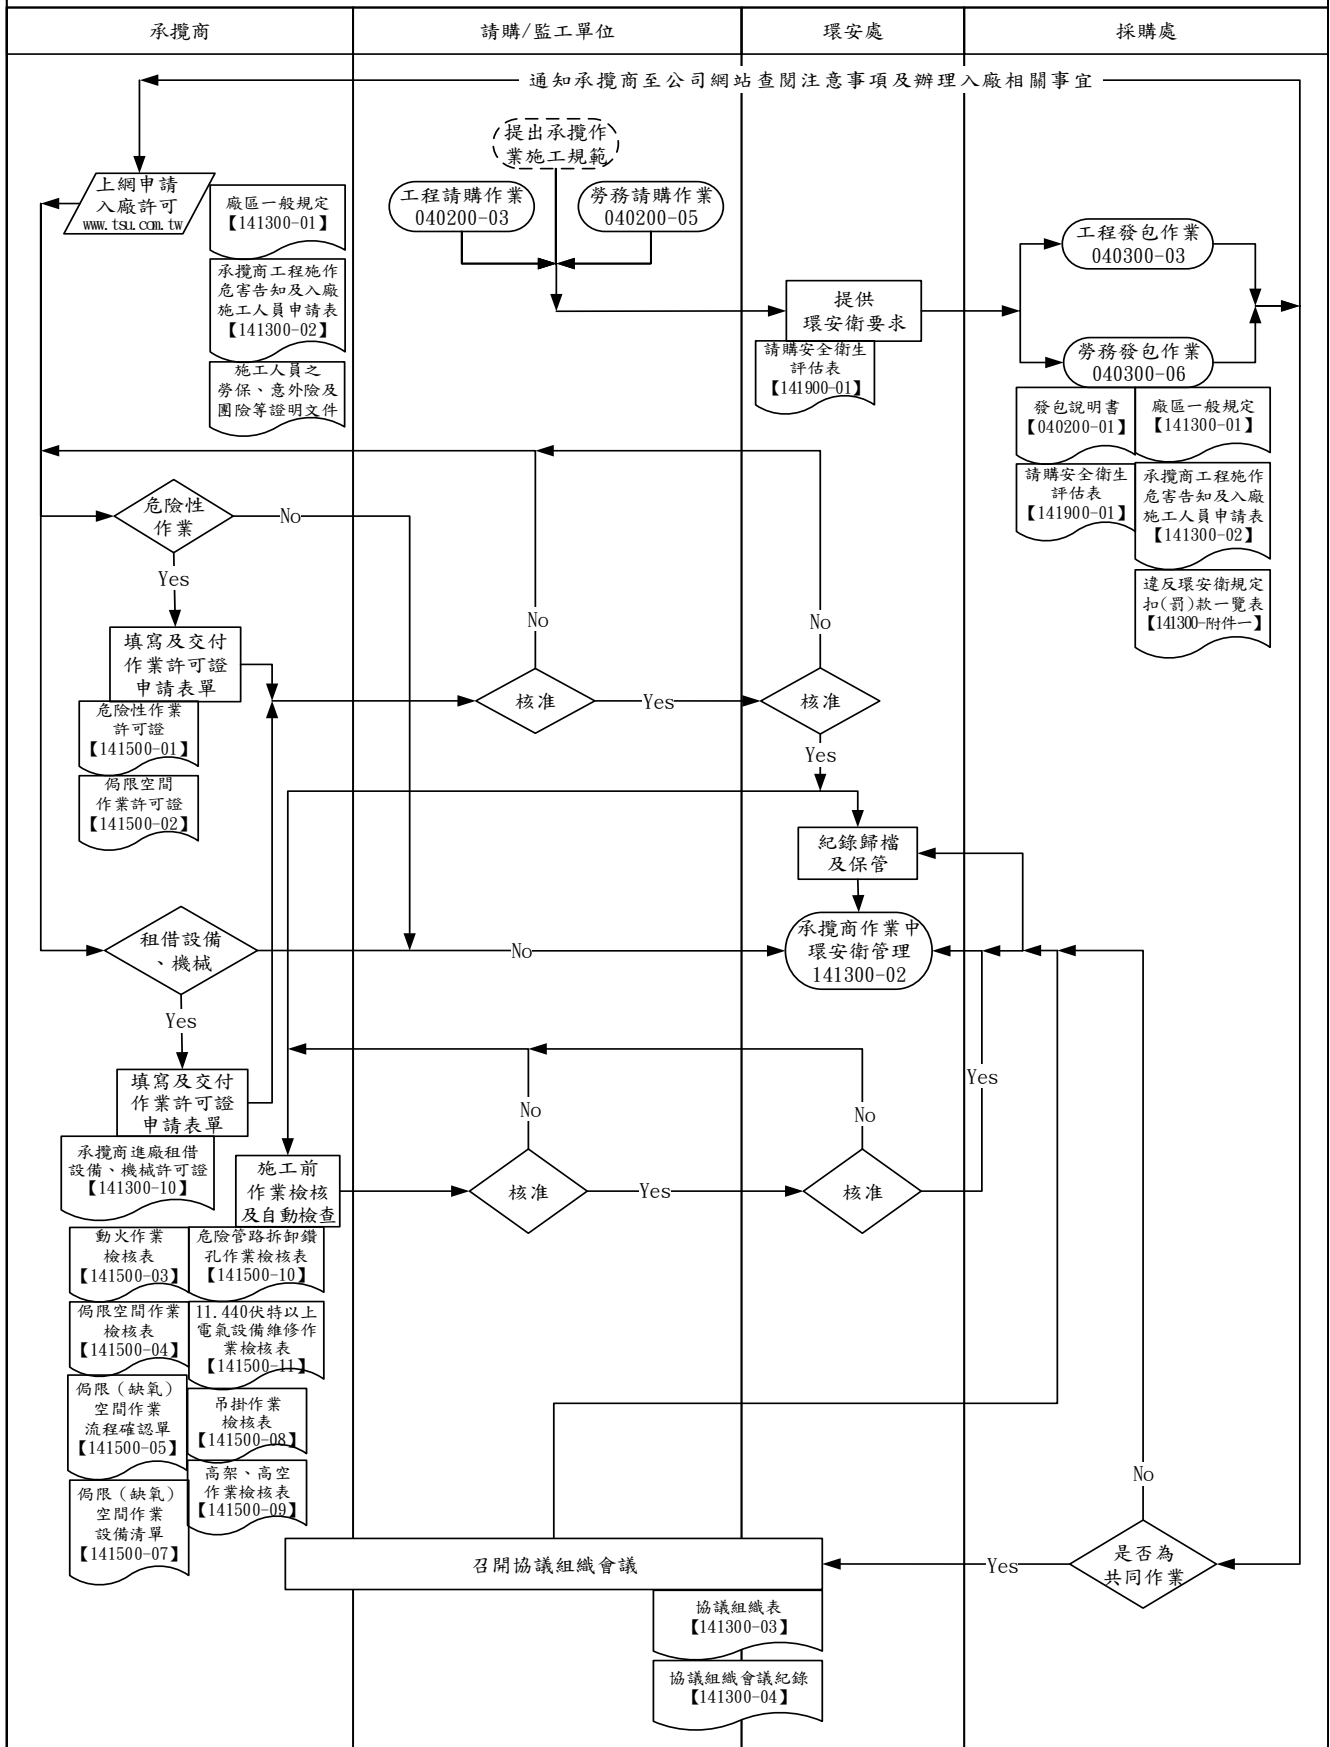 承攬商
請購/監工單位
環安處
採購處
通知承攬商至公司網站查閱注意事項及辦理入廠相關事宜
提出承攬作
業施工規範
上網申請
入廠許可
www.tsu.com.tw
廠區一般規定
【141300-01】
工程請購作業
040200-03
勞務請購作業
040200-05
工程發包作業
040300-03
承攬商工程施作
危害告知及入廠
施工人員申請表
【141300-02】
提供
環安衛要求
請購安全衛生
評估表
【141900-01】
勞務發包作業
040300-06
施工人員之
勞保、意外險及
團險等證明文件
發包說明書
【040200-01】
廠區一般規定
【141300-01】
請購安全衛生
評估表
【141900-01】
承攬商工程施作
危害告知及入廠
施工人員申請表
【141300-02】
違反環安衛規定
扣(罰)款一覽表
【141300-附件一】
危險性
作業
No
Yes
No
No
填寫及交付
作業許可證
申請表單
核准
Yes
核准
危險性作業
許可證
【141500-01】
Yes
侷限空間
作業許可證
【141500-02】
紀錄歸檔
及保管
租借設備
、機械
No
承攬商作業中
環安衛管理
141300-02
Yes
Yes
填寫及交付
作業許可證
申請表單
No
No
承攬商進廠租借
設備、機械許可證
【141300-10】
施工前
作業檢核
及自動檢查
核准
Yes
核准
動火作業
檢核表
【141500-03】
危險管路拆卸鑽
孔作業檢核表
【141500-10】
侷限空間作業
檢核表
【141500-04】
11.440伏特以上
電氣設備維修作
業檢核表
【141500-11】
侷限（缺氧）
空間作業
流程確認單
【141500-05】
吊掛作業
檢核表
【141500-08】
侷限（缺氧）
空間作業
設備清單
【141500-07】
高架、高空
作業檢核表
【141500-09】
No
召開協議組織會議
Yes
是否為
共同作業
協議組織表
【141300-03】
協議組織會議紀錄
【141300-04】